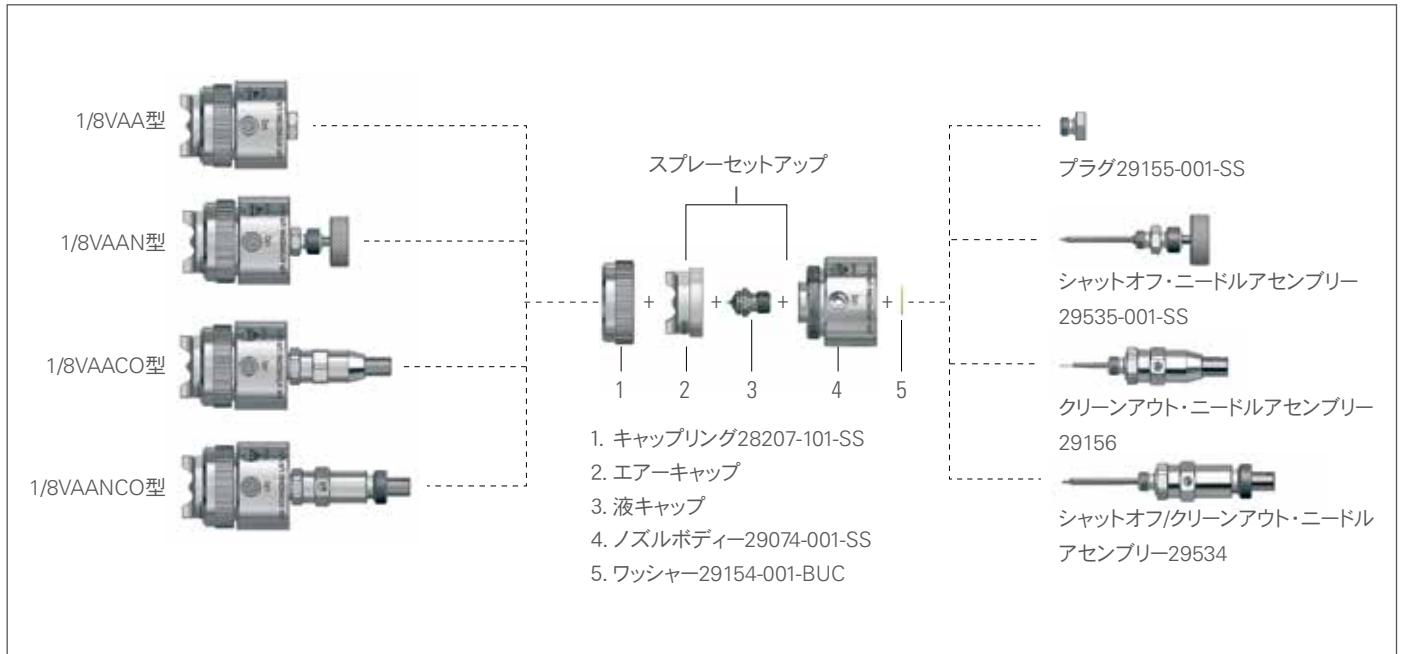 1/8VAA型
1/8VAAN型
1/8VAACO型
1/8VAANCO型
スプレーセットアップ
+
+
+
+
1
2
3
4
5
1. キャップリング28207-101-SS
2. エアーキャップ
3. 液キャップ
4. ノズルボディー29074-001-SS
5. ワッシャー29154-001-BUC
プラグ29155-001-SS
シャットオフ・ニードルアセンブリー
29535-001-SS
クリーンアウト・ニードルアセンブリー
29156
シャットオフ/クリーンアウト・ニードル
アセンブリー29534